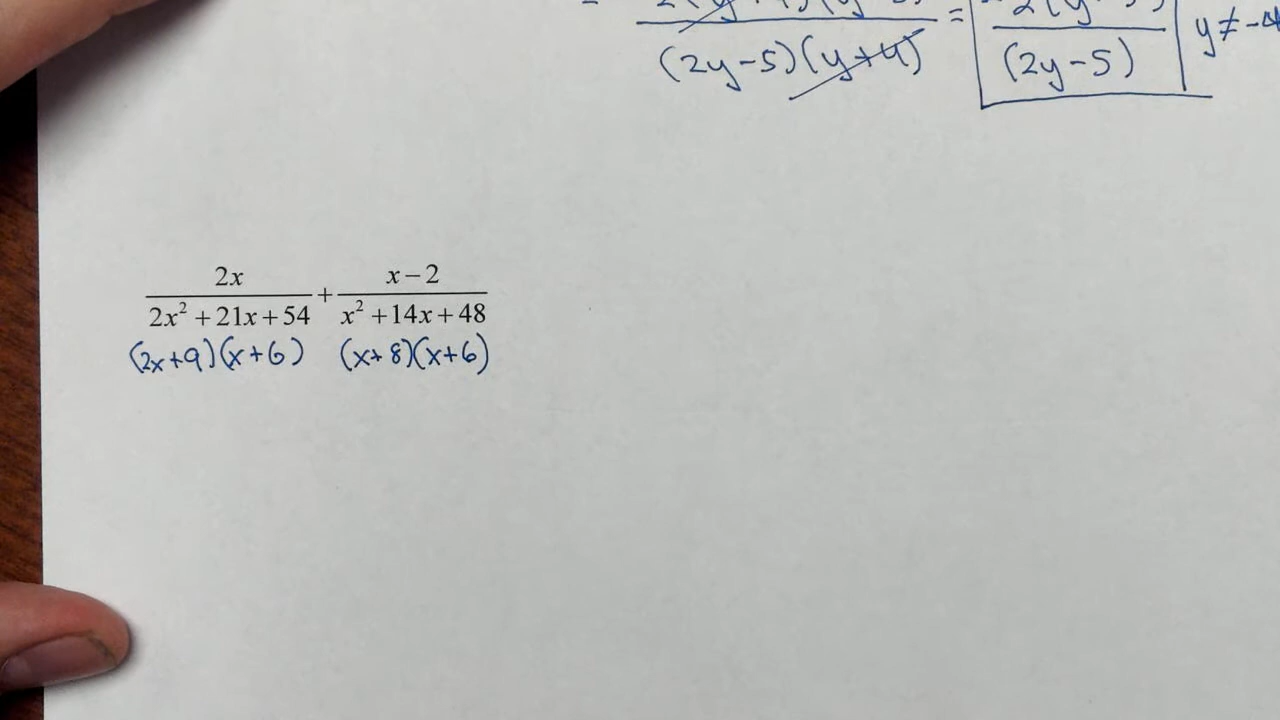 (2y-5)(y+4) = (2y-5) y≠-4
2x/(2x²+21x+54) + (x-2)/(x²+14x+48)
(2x+9)(x+6) (x+8)(x+6)